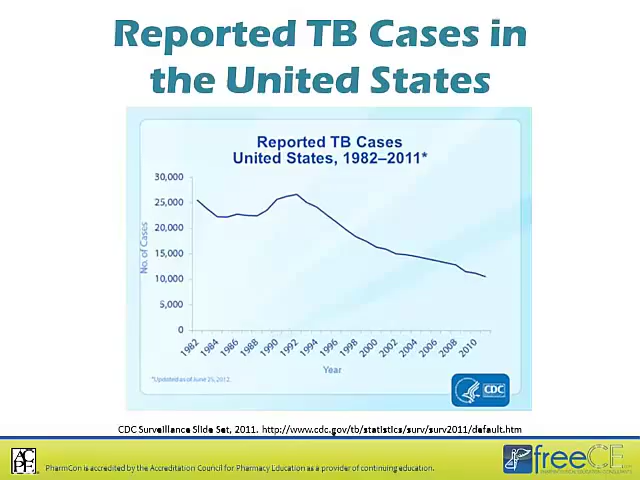 Reported TB Cases in
the United States
Reported TB Cases
United States, 1982–2011*
No. of Cases
30,000
25,000
20,000
15,000
10,000
5,000
0
1982 1984 1986 1988 1990 1992 1994 1996 1998 2000 2002 2004 2006 2008 2010
Year
*Updated as of June 25, 2012.
CDC
CDC Surveillance Slide Set, 2011. http://www.cdc.gov/tb/statistics/surv/surv2011/default.htm
ACPE
PharmCon is accredited by the Accreditation Council for Pharmacy Education as a provider of continuing education.
freeCE